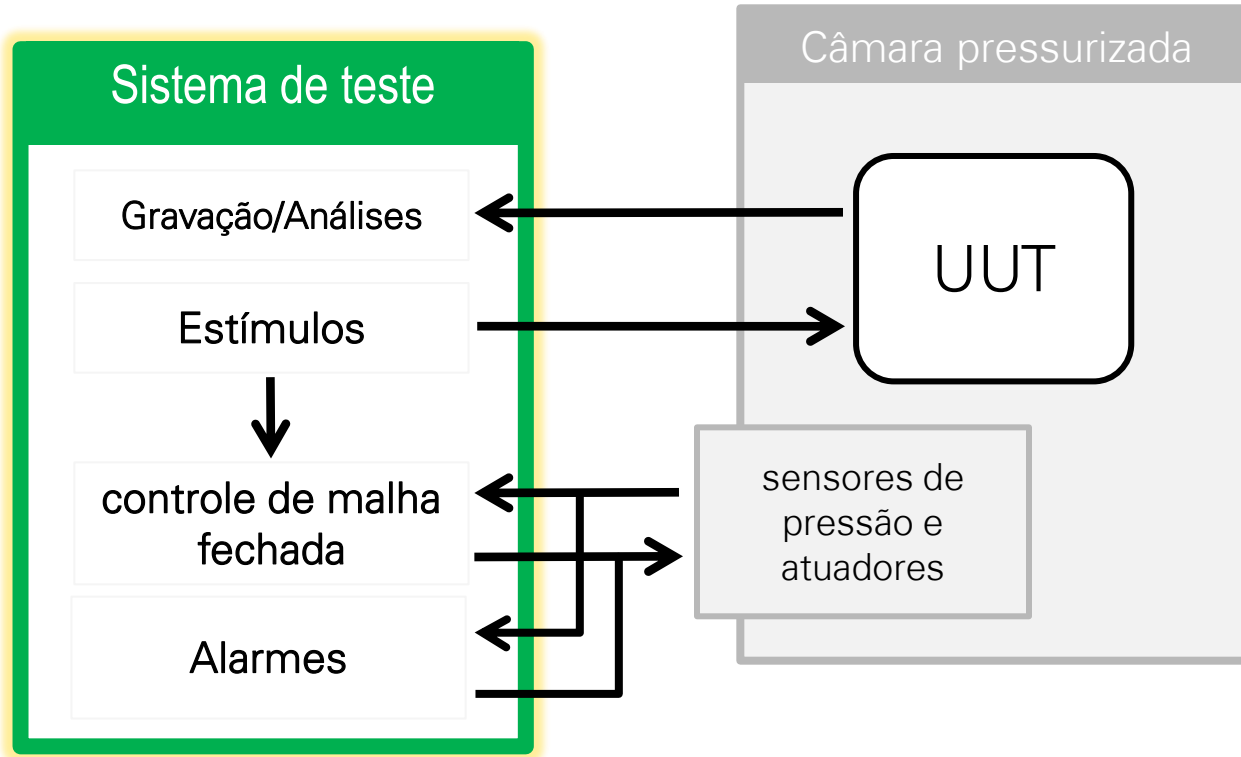 Sistema de teste
Câmara pressurizada
Gravação/Análises
UUT
Estímulos
controle de malha
fechada
sensores de
pressão e
atuadores
Alarmes